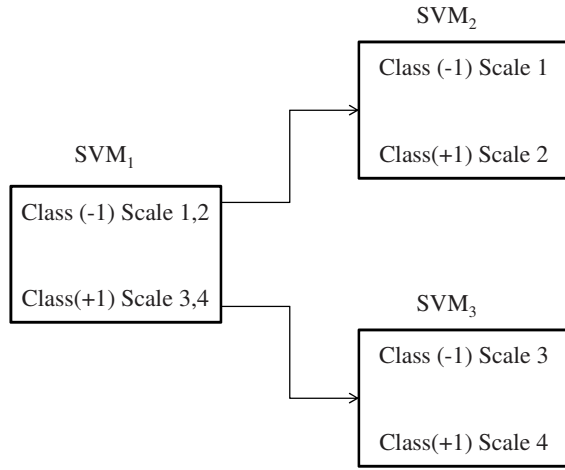 SVM₂
Class (-1) Scale 1
Class(+1) Scale 2
SVM₁
Class (-1) Scale 1,2
Class(+1) Scale 3,4
SVM₃
Class (-1) Scale 3
Class(+1) Scale 4